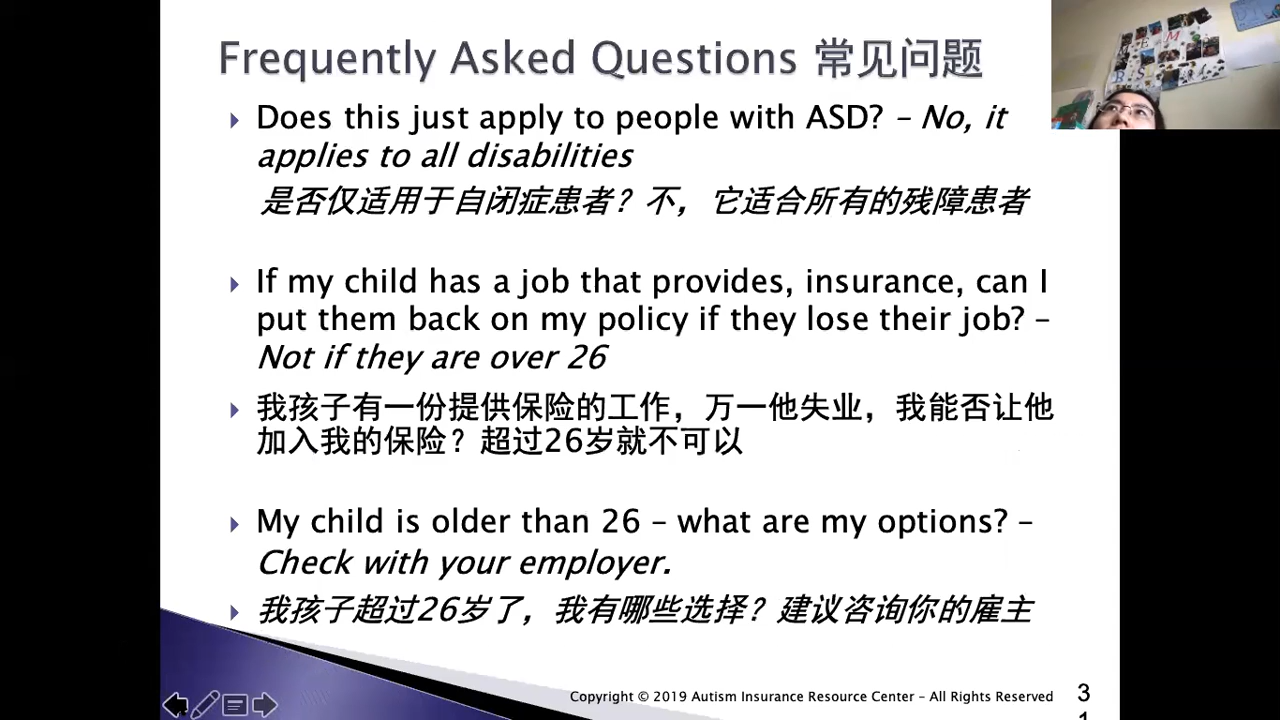 Frequently Asked Questions 常见问题
Does this just apply to people with ASD? – No, it
applies to all disabilities
是否仅适用于自闭症患者？不，它适合所有的残障患者
If my child has a job that provides, insurance, can I
put them back on my policy if they lose their job? –
Not if they are over 26
我孩子有一份提供保险的工作，万一他失业，我能否让他
加入我的保险？超过26岁就不可以
My child is older than 26 – what are my options? –
Check with your employer.
我孩子超过26岁了，我有哪些选择？建议咨询你的雇主
Copyright © 2019 Autism Insurance Resource Center – All Rights Reserved
3
1